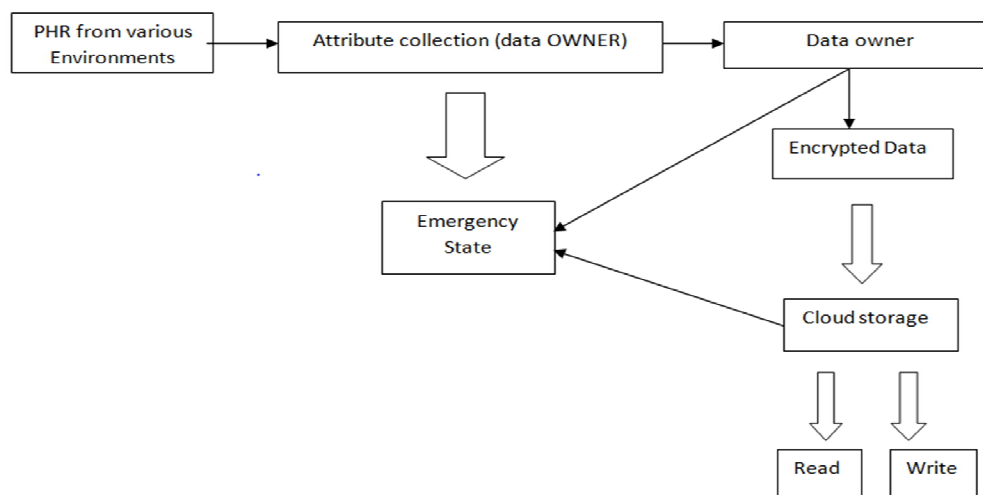 PHR from various
Environments
Attribute collection (data OWNER)
Data owner
Encrypted Data
Emergency
State
Cloud storage
Read
Write